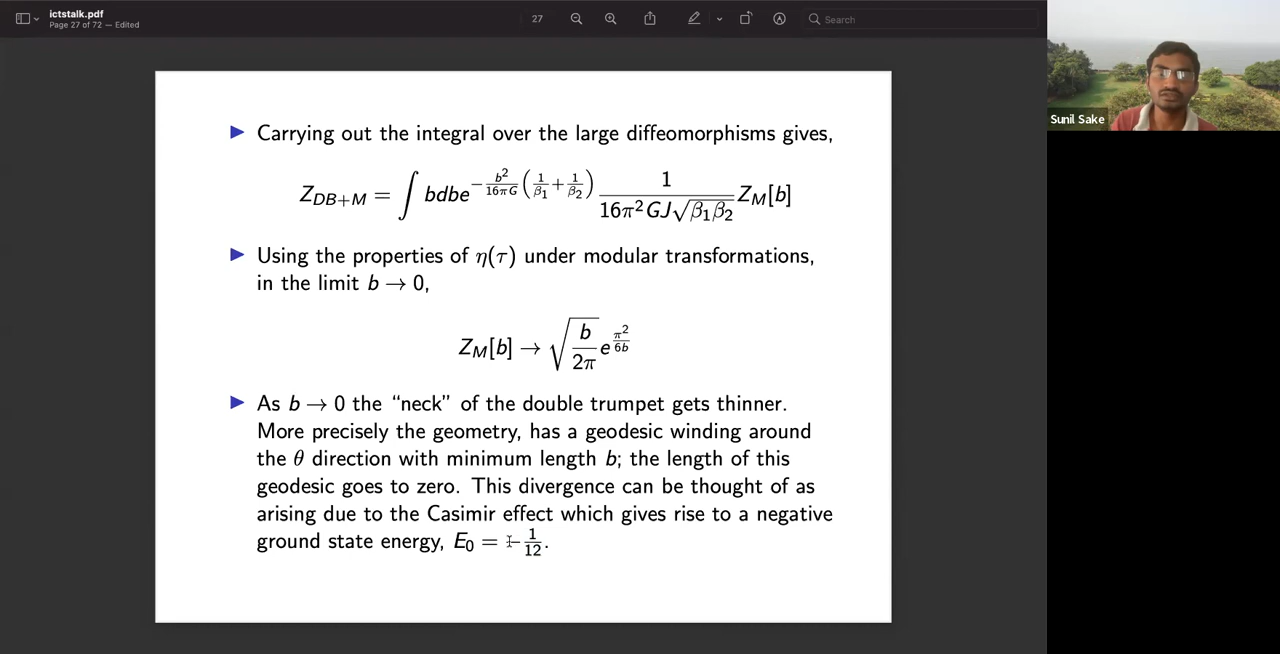 ictstalk.pdf
Page 27 of 72 — Edited
27
Search
Sunil Sake
▶ Carrying out the integral over the large diffeomorphisms gives,
Z_{DB+M} = ∫ bdbe^{-\frac{b^2}{16πG}(\frac{1}{β_1}+\frac{1}{β_2})} \frac{1}{16π^2GJ\sqrt{β_1β_2}} Z_M[b]
▶ Using the properties of η(τ) under modular transformations,
in the limit b → 0,
Z_M[b] → \sqrt{\frac{b}{2π}} e^{\frac{π^2}{6b}}
▶ As b → 0 the “neck” of the double trumpet gets thinner.
More precisely the geometry, has a geodesic winding around
the θ direction with minimum length b; the length of this
geodesic goes to zero. This divergence can be thought of as
arising due to the Casimir effect which gives rise to a negative
ground state energy, E_0 = -\frac{1}{12}.